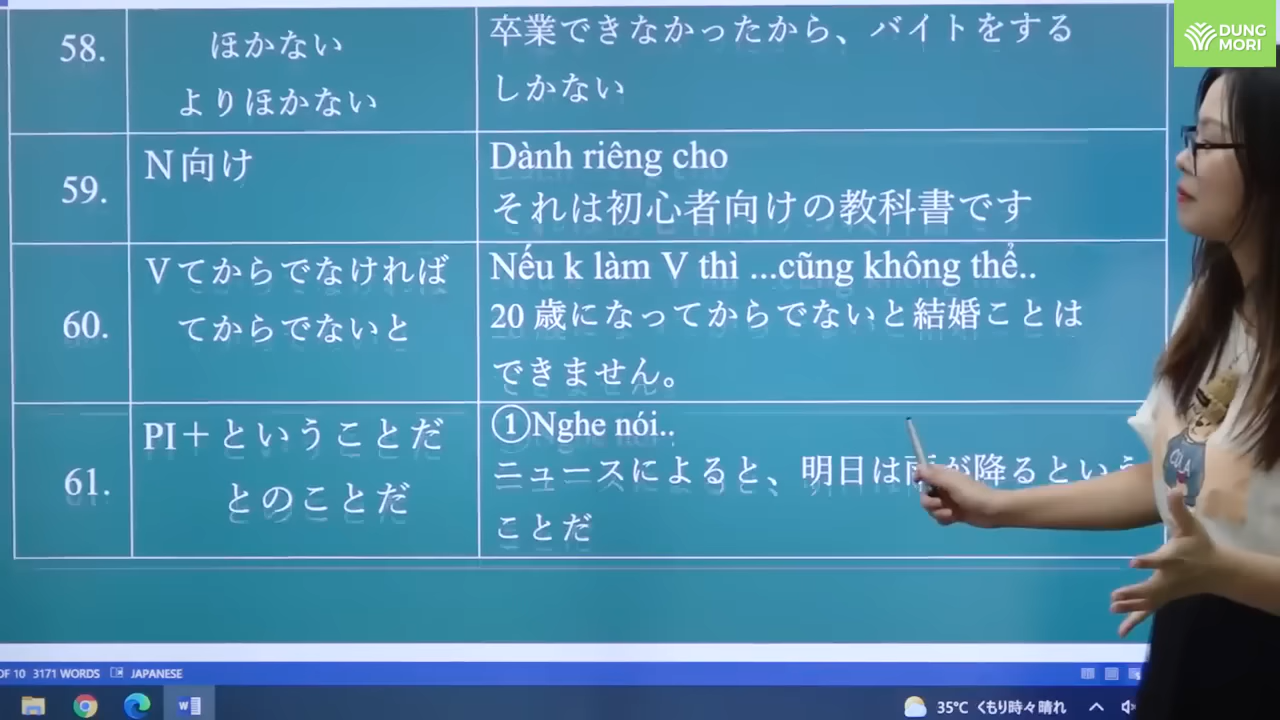 DUNG
MORI
58.
ほかない
よりほかない
卒業できなかったから、バイトをする
しかない
59.
N向け
Dành riêng cho
それは初心者向けの教科書です
60.
Vてからでなければ
てからでないと
Nếu k làm V thì ...cũng không thể..
20 歳になってからでないと結婚ことは
できません。
61.
PI＋ということだ
とのことだ
①Nghe nói..
ニュースによると、明日は雨が降るという
ことだ
OF 10 3171 WORDS JAPANESE
35°C くもり時々晴れ